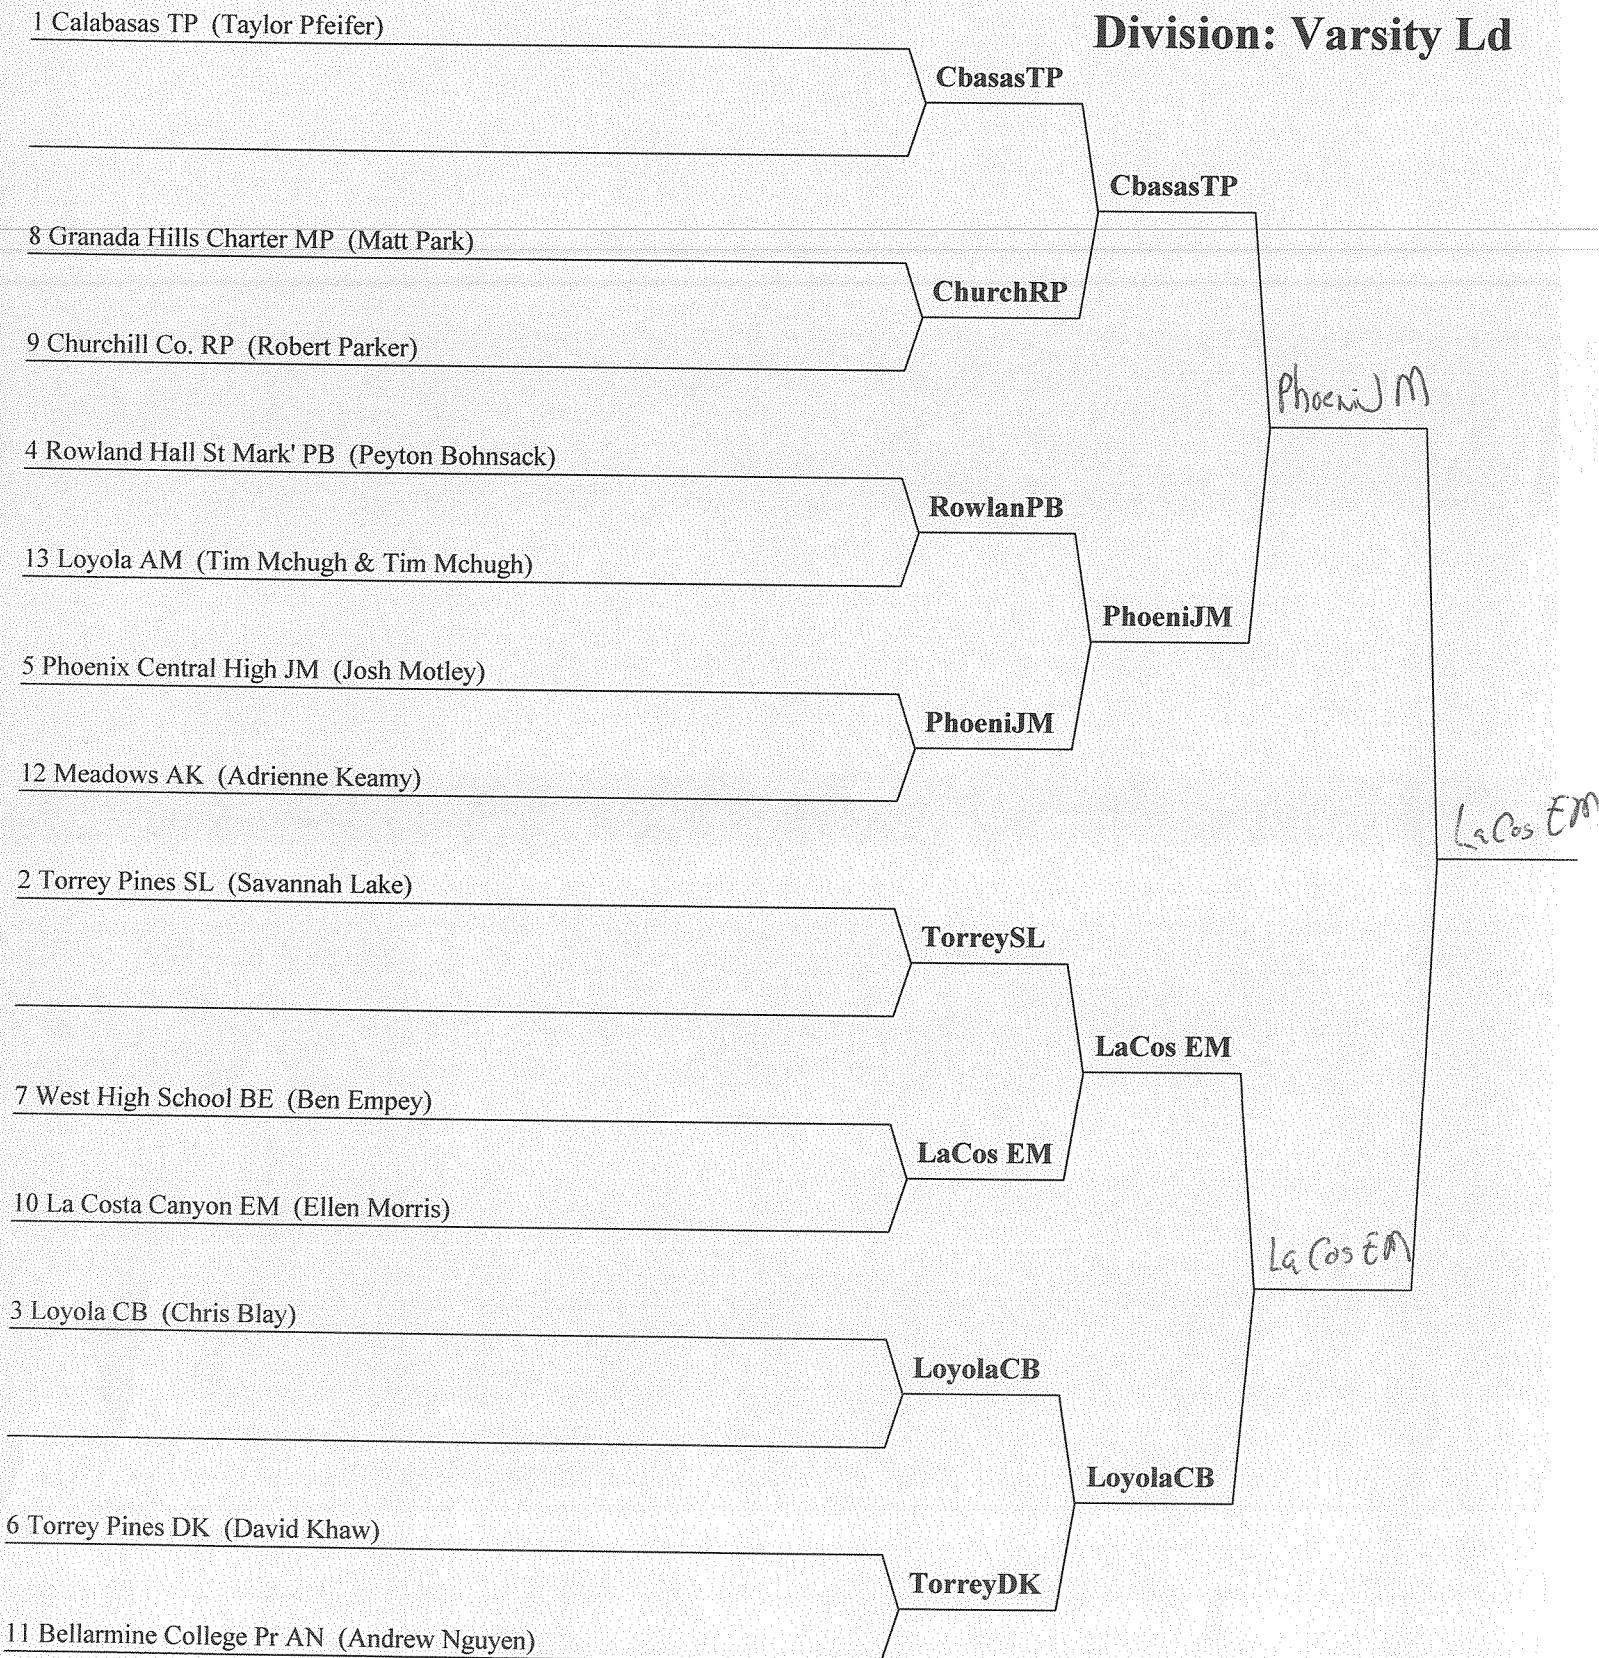 1 Calabasas TP (Taylor Pfeifer)
Division: Varsity Ld
CbasasTP
CbasasTP
8 Granada Hills Charter MP (Matt Park)
ChurchRP
9 Churchill Co. RP (Robert Parker)
PhoeniJM
4 Rowland Hall St Mark' PB (Peyton Bohnsack)
RowlanPB
13 Loyola AM (Tim Mchugh & Tim Mchugh)
PhoeniJM
5 Phoenix Central High JM (Josh Motley)
PhoeniJM
12 Meadows AK (Adrienne Keamy)
LaCos EM
2 Torrey Pines SL (Savannah Lake)
TorreySL
LaCos EM
7 West High School BE (Ben Empey)
LaCos EM
10 La Costa Canyon EM (Ellen Morris)
La Cos EM
3 Loyola CB (Chris Blay)
LoyolaCB
LoyolaCB
6 Torrey Pines DK (David Khaw)
TorreyDK
11 Bellarmine College Pr AN (Andrew Nguyen)